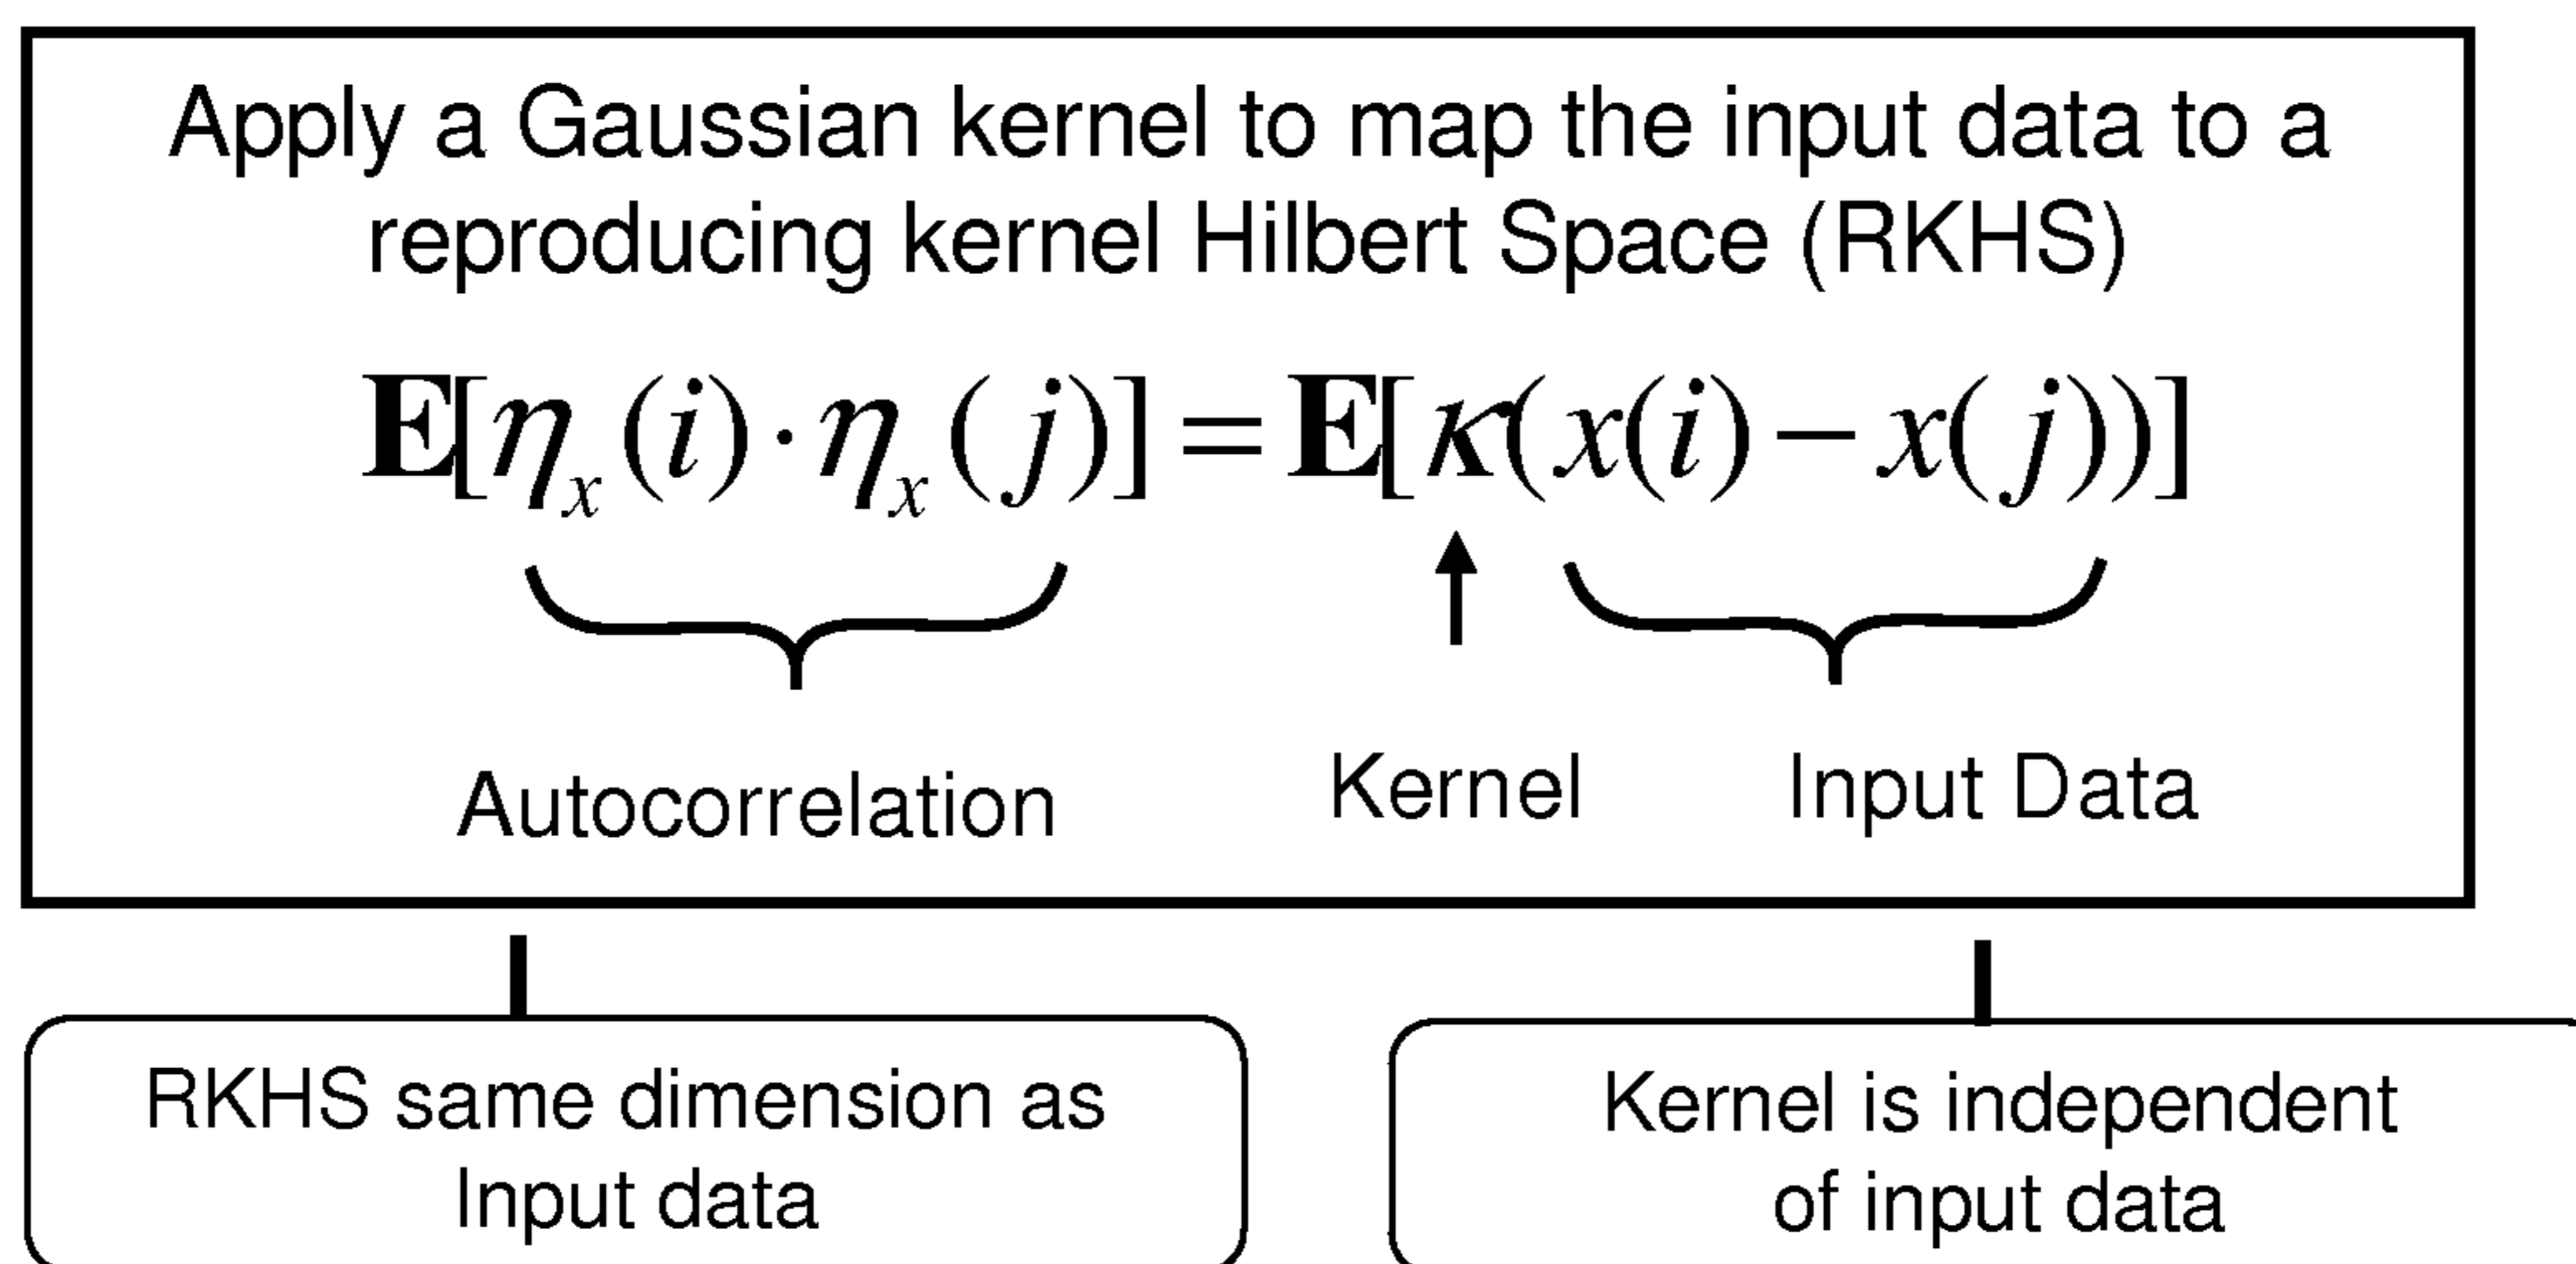 Apply a Gaussian kernel to map the input data to a
reproducing kernel Hilbert Space (RKHS)
E[η_x(i)·η_x(j)] = E[κ(x(i)−x(j))]
Autocorrelation
Kernel
Input Data
RKHS same dimension as
Input data
Kernel is independent
of input data